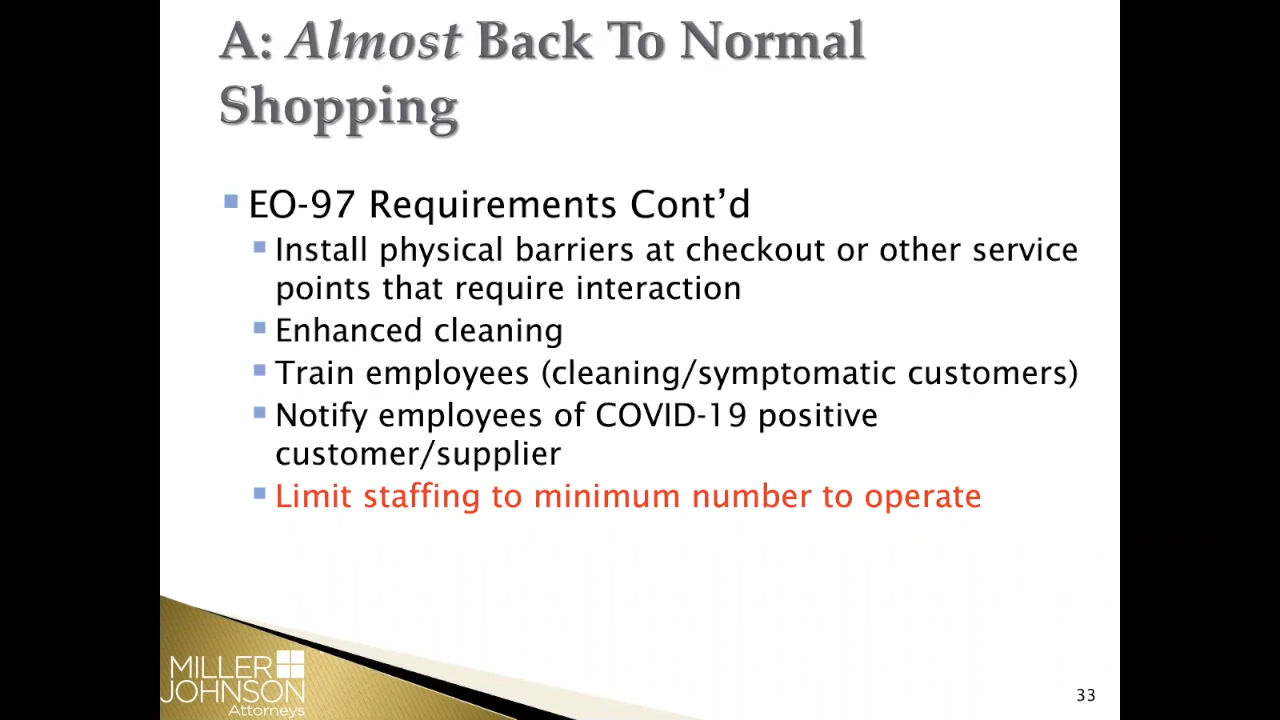 A: Almost Back To Normal
Shopping
EO-97 Requirements Cont’d
Install physical barriers at checkout or other service
points that require interaction
Enhanced cleaning
Train employees (cleaning/symptomatic customers)
Notify employees of COVID-19 positive
customer/supplier
Limit staffing to minimum number to operate
MILLER
JOHNSON
Attorneys
33